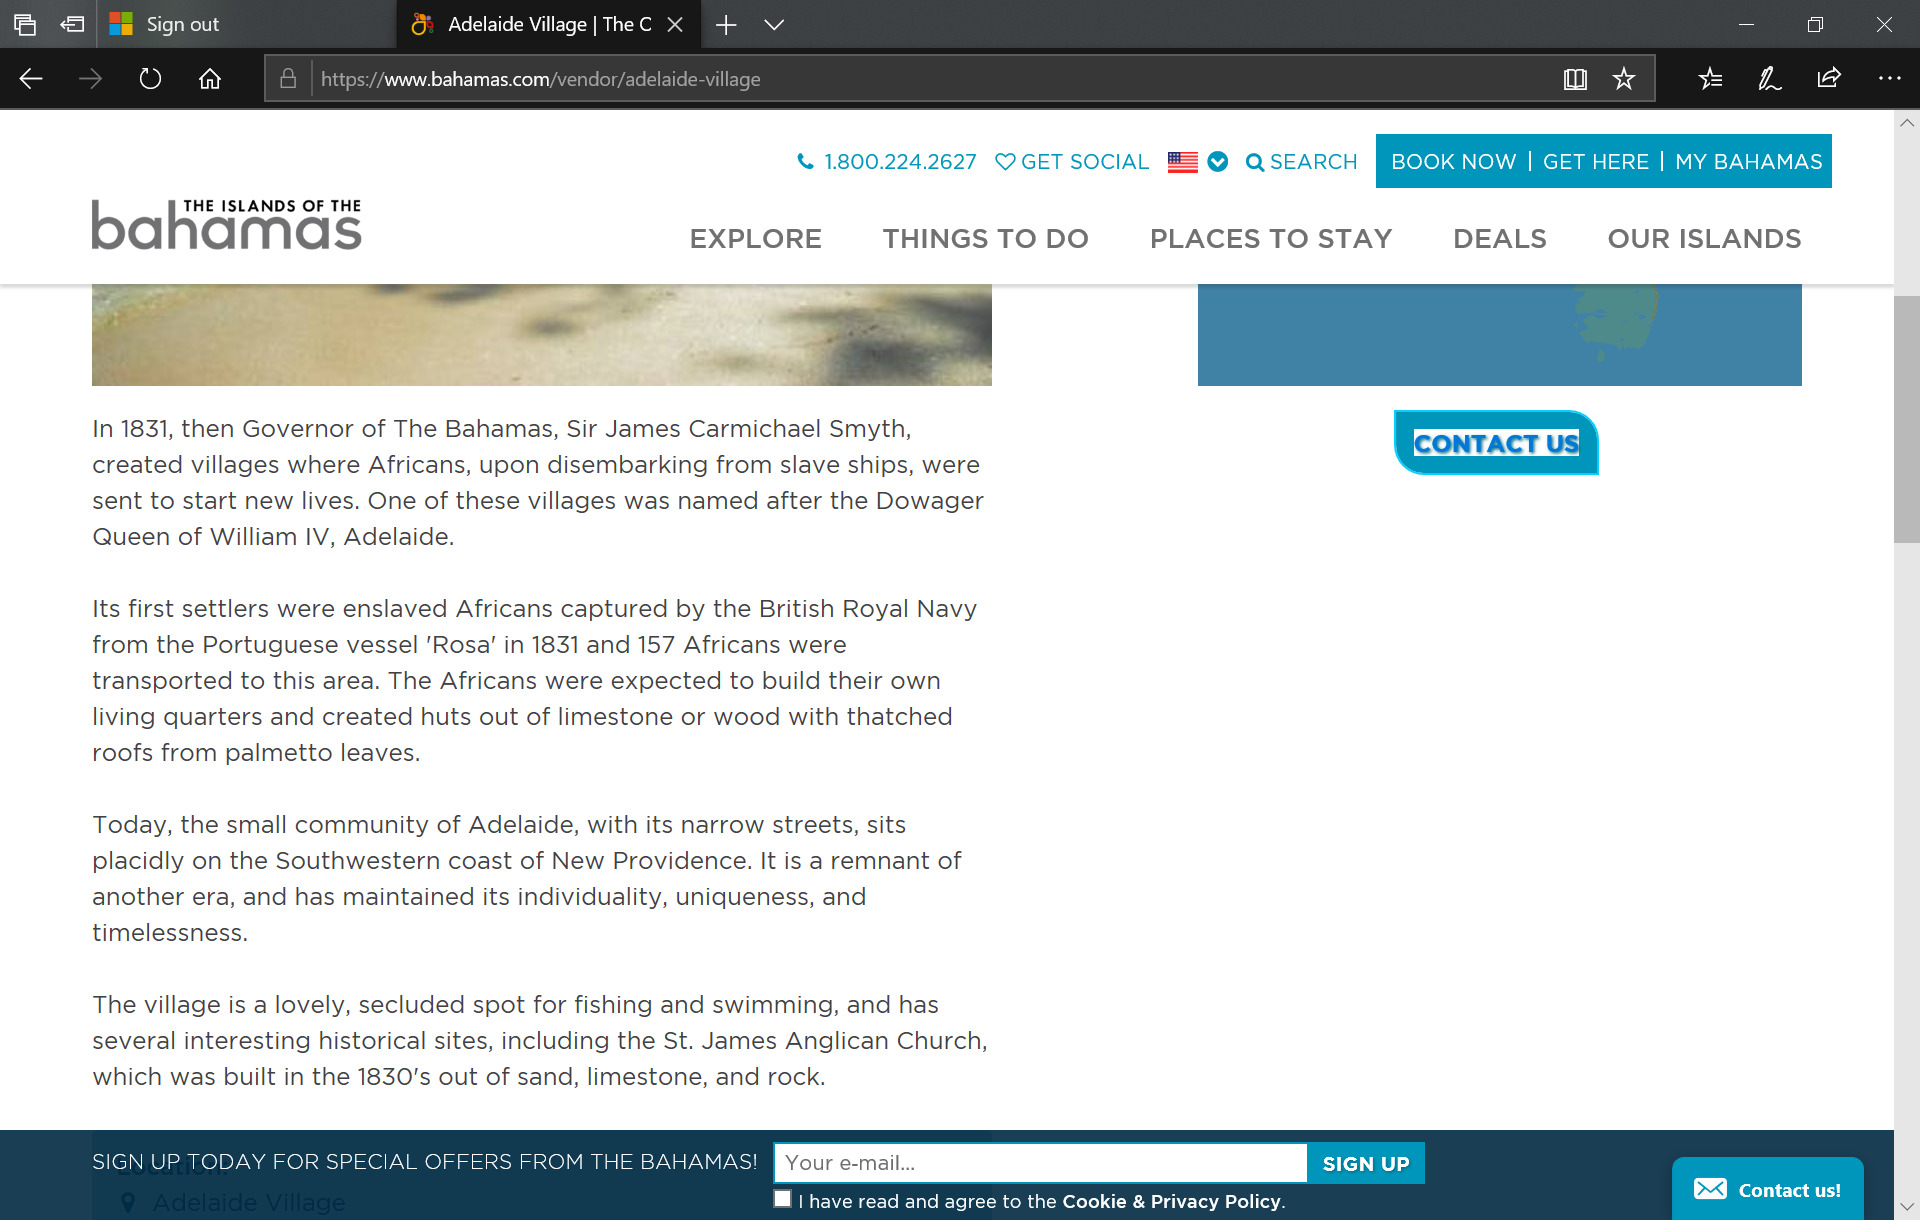 Sign out
Adelaide Village | The C
https://www.bahamas.com/vendor/adelaide-village
1.800.224.2627 GET SOCIAL SEARCH BOOK NOW | GET HERE | MY BAHAMAS
THE ISLANDS OF THE
bahamas
EXPLORE THINGS TO DO PLACES TO STAY DEALS OUR ISLANDS
In 1831, then Governor of The Bahamas, Sir James Carmichael Smyth,
created villages where Africans, upon disembarking from slave ships, were
sent to start new lives. One of these villages was named after the Dowager
Queen of William IV, Adelaide.
Its first settlers were enslaved Africans captured by the British Royal Navy
from the Portuguese vessel 'Rosa' in 1831 and 157 Africans were
transported to this area. The Africans were expected to build their own
living quarters and created huts out of limestone or wood with thatched
roofs from palmetto leaves.
Today, the small community of Adelaide, with its narrow streets, sits
placidly on the Southwestern coast of New Providence. It is a remnant of
another era, and has maintained its individuality, uniqueness, and
timelessness.
The village is a lovely, secluded spot for fishing and swimming, and has
several interesting historical sites, including the St. James Anglican Church,
which was built in the 1830's out of sand, limestone, and rock.
CONTACT US
SIGN UP TODAY FOR SPECIAL OFFERS FROM THE BAHAMAS! Your e-mail... SIGN UP
Location:
Adelaide Village
I have read and agree to the Cookie & Privacy Policy.
Contact us!